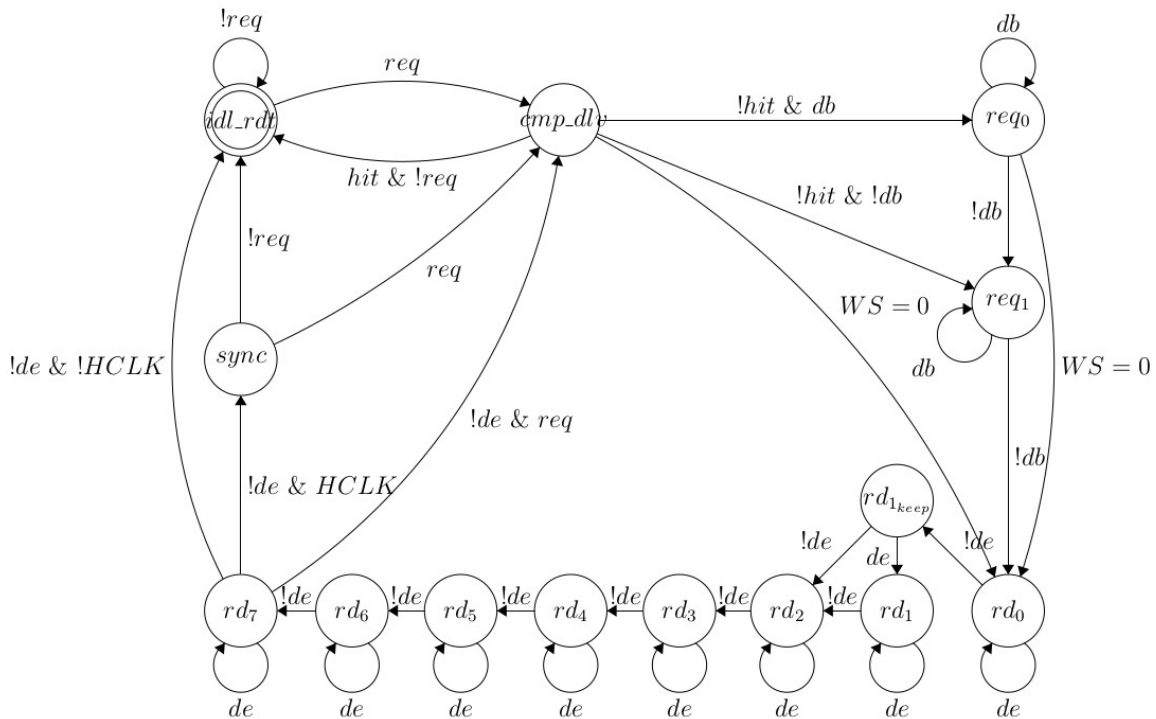 !req
db
req
idl_rdt
cmp_dlv
!hit & db
req₀
hit & !req
!hit & !db
!db
!req
req
WS = 0
req₁
sync
!de & !HCLK
db
WS = 0
!de & req
!db
!de & HCLK
rd₁ₖₑₑₚ
!de
de
!de
rd₇
!de
rd₆
!de
rd₅
!de
rd₄
!de
rd₃
!de
rd₂
!de
rd₁
rd₀
de
de
de
de
de
de
de
de